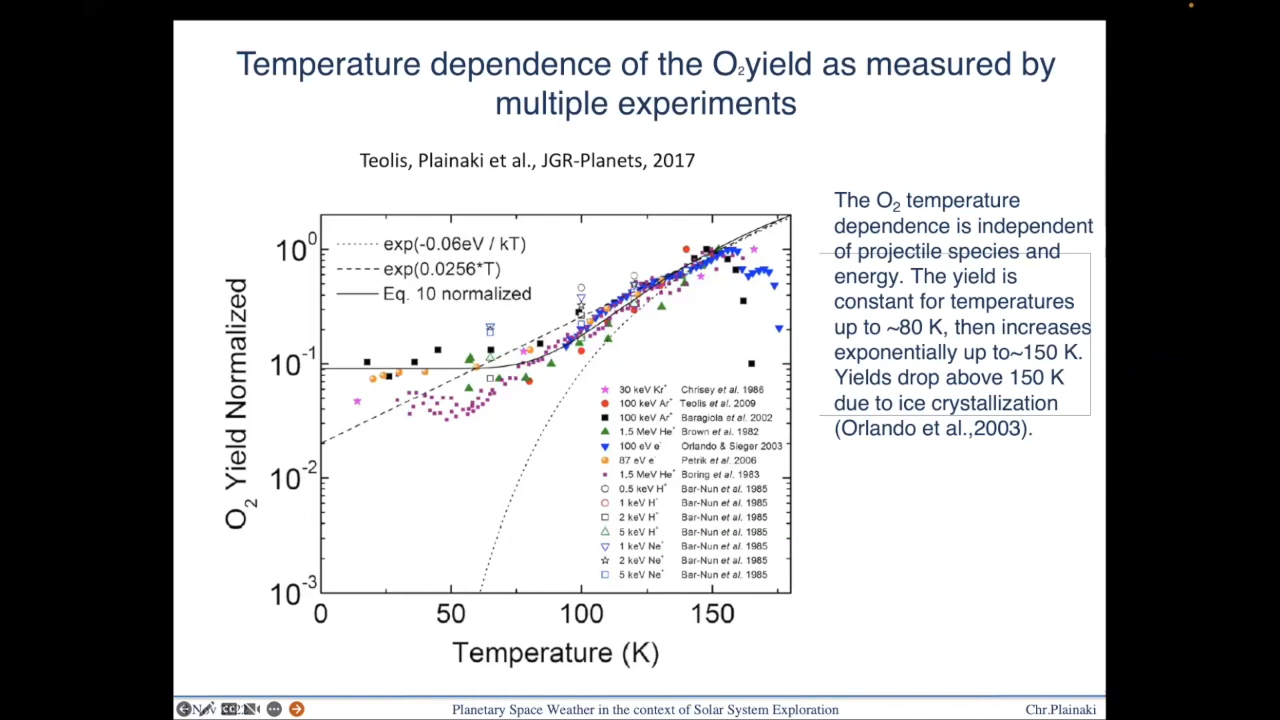 Temperature dependence of the O₂yield as measured by
multiple experiments
Teolis, Plainaki et al., JGR-Planets, 2017
The O₂ temperature
dependence is independent
of projectile species and
energy. The yield is
constant for temperatures
up to ~80 K, then increases
exponentially up to~150 K.
Yields drop above 150 K
due to ice crystallization
(Orlando et al.,2003).
O₂ Yield Normalized
10⁰
10⁻¹
10⁻²
10⁻³
exp(-0.06eV / kT)
exp(0.0256*T)
Eq. 10 normalized
30 keV Kr⁺ Chrisey et al. 1986
100 keV Ar⁺ Teolis et al. 2009
100 keV Ar⁺ Baragiola et al. 2002
1.5 MeV He⁺ Brown et al. 1982
100 eV e⁻ Orlando & Sieger 2003
87 eV e⁻ Petrik et al. 2006
1.5 MeV He⁺ Boring et al. 1983
0.5 keV H⁺ Bar-Nun et al. 1985
1 keV H⁺ Bar-Nun et al. 1985
2 keV H⁺ Bar-Nun et al. 1985
5 keV H⁺ Bar-Nun et al. 1985
1 keV Ne⁺ Bar-Nun et al. 1985
2 keV Ne⁺ Bar-Nun et al. 1985
5 keV Ne⁺ Bar-Nun et al. 1985
0 50 100 150
Temperature (K)
Nov
Planetary Space Weather in the context of Solar System Exploration
Chr.Plainaki